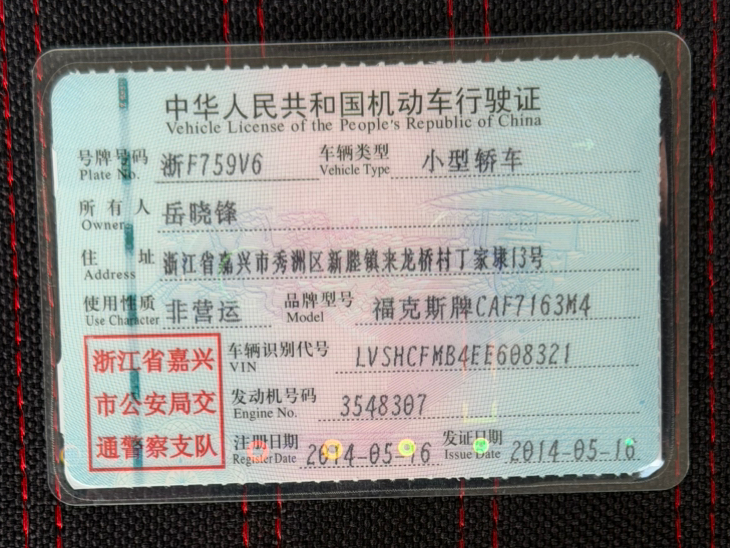 中华人民共和国机动车行驶证
Vehicle License of the People's Republic of China
号牌号码 浙F759V6 车辆类型 小型轿车
Plate No. Vehicle Type
所有人 岳晓锋
Owner
住址 浙江省嘉兴市秀洲区新塍镇来龙桥村丁家埭13号
Address
使用性质 非营运 品牌型号 福克斯牌CAF7163M4
Use Character Model
浙江省嘉兴
市公安局交
通警察支队
车辆识别代号 LVSHCFMB4EE608321
VIN
发动机号码 3548307
Engine No.
注册日期 2014-05-16 发证日期 2014-05-16
Register Date Issue Date